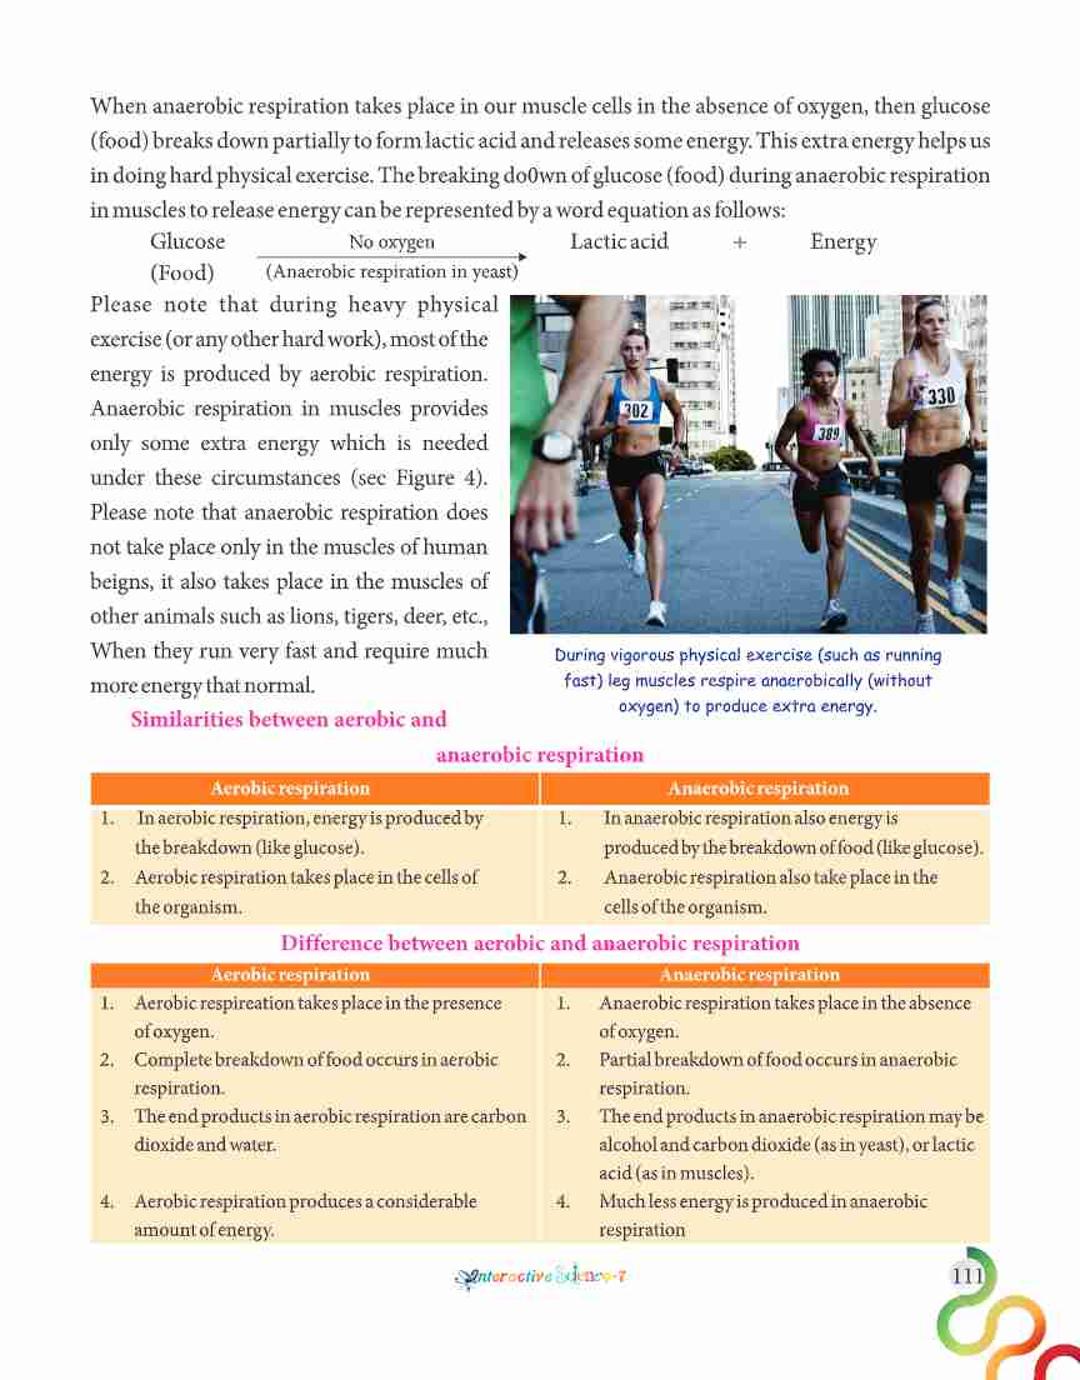 When anaerobic respiration takes place in our muscle cells in the absence of oxygen, then glucose
(food) breaks down partially to form lactic acid and releases some energy. This extra energy helps us
in doing hard physical exercise. The breaking do0wn of glucose (food) during anaerobic respiration
in muscles to release energy can be represented by a word equation as follows:
Glucose No oxygen Lactic acid + Energy
(Food) (Anaerobic respiration in yeast)
Please note that during heavy physical
exercise (or any other hard work), most of the
energy is produced by aerobic respiration.
Anaerobic respiration in muscles provides
only some extra energy which is needed
under these circumstances (sec Figure 4).
Please note that anaerobic respiration does
not take place only in the muscles of human
beigns, it also takes place in the muscles of
other animals such as lions, tigers, deer, etc.,
When they run very fast and require much
more energy that normal.
302
389
330
During vigorous physical exercise (such as running
fast) leg muscles respire anaerobically (without
oxygen) to produce extra energy.
Similarities between aerobic and
anaerobic respiration
Aerobic respiration Anaerobic respiration
1. In aerobic respiration, energy is produced by
the breakdown (like glucose).
2. Aerobic respiration takes place in the cells of
the organism.
1. In anaerobic respiration also energy is
produced by the breakdown of food (like glucose).
2. Anaerobic respiration also take place in the
cells of the organism.
Difference between aerobic and anaerobic respiration
Aerobic respiration Anaerobic respiration
1. Aerobic respireation takes place in the presence
of oxygen.
2. Complete breakdown of food occurs in aerobic
respiration.
3. The end products in aerobic respiration are carbon
dioxide and water.
4. Aerobic respiration produces a considerable
amount of energy.
1. Anaerobic respiration takes place in the absence
of oxygen.
2. Partial breakdown of food occurs in anaerobic
respiration.
3. The end products in anaerobic respiration may be
alcohol and carbon dioxide (as in yeast), or lactic
acid (as in muscles).
4. Much less energy is produced in anaerobic
respiration
Interactive Science-7
111